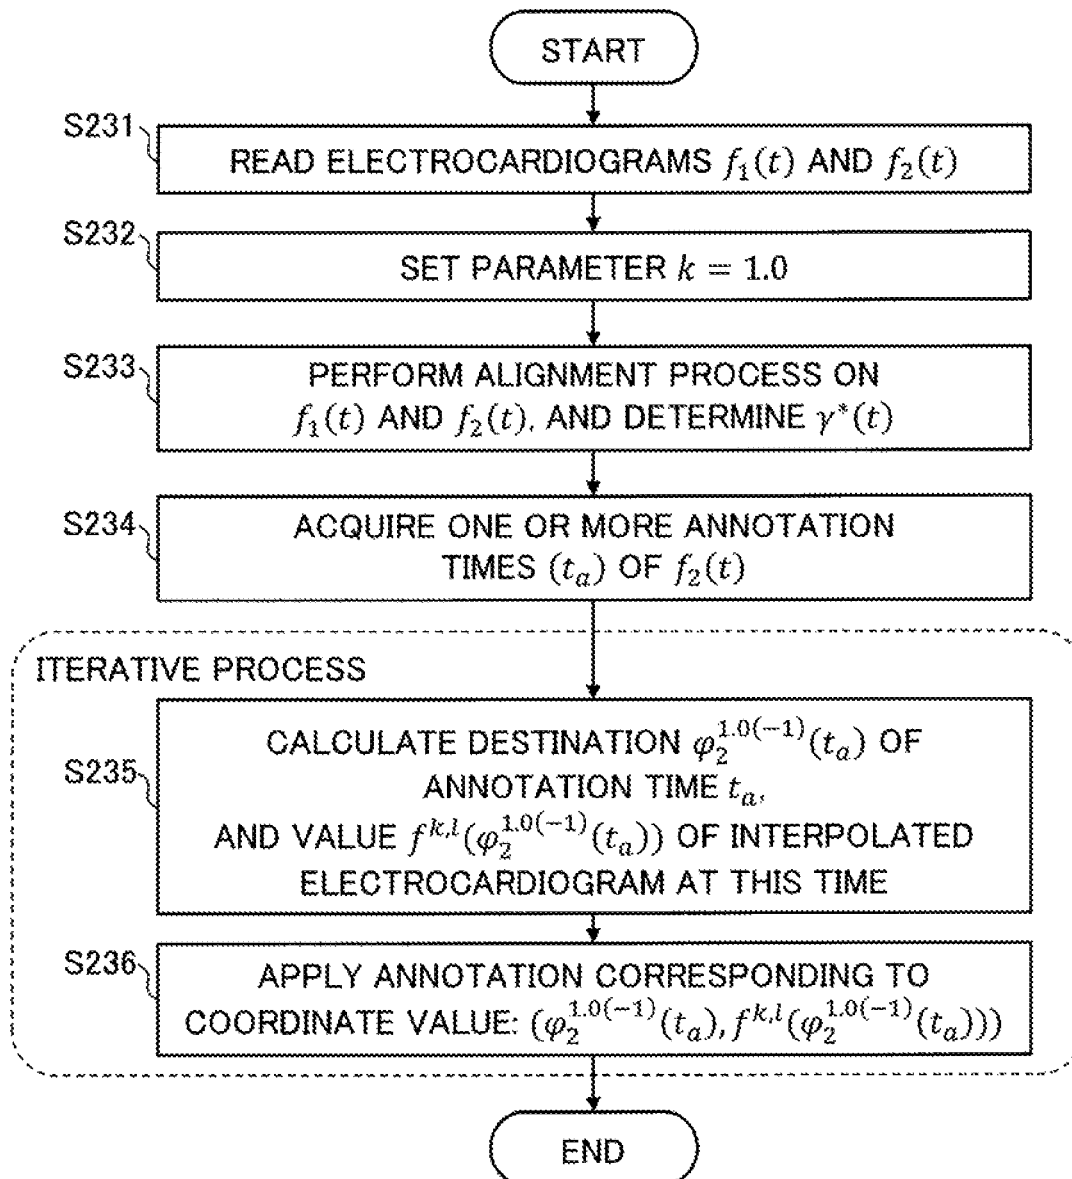 START
S231
READ ELECTROCARDIOGRAMS f₁(t) AND f₂(t)
S232
SET PARAMETER k = 1.0
S233
PERFORM ALIGNMENT PROCESS ON
f₁(t) AND f₂(t), AND DETERMINE γ*(t)
S234
ACQUIRE ONE OR MORE ANNOTATION
TIMES (tₐ) OF f₂(t)
ITERATIVE PROCESS
S235
CALCULATE DESTINATION φ₂^{1.0(-1)}(tₐ) OF
ANNOTATION TIME tₐ,
AND VALUE f^{k,l}(φ₂^{1.0(-1)}(tₐ)) OF INTERPOLATED
ELECTROCARDIOGRAM AT THIS TIME
S236
APPLY ANNOTATION CORRESPONDING TO
COORDINATE VALUE: (φ₂^{1.0(-1)}(tₐ), f^{k,l}(φ₂^{1.0(-1)}(tₐ)))
END